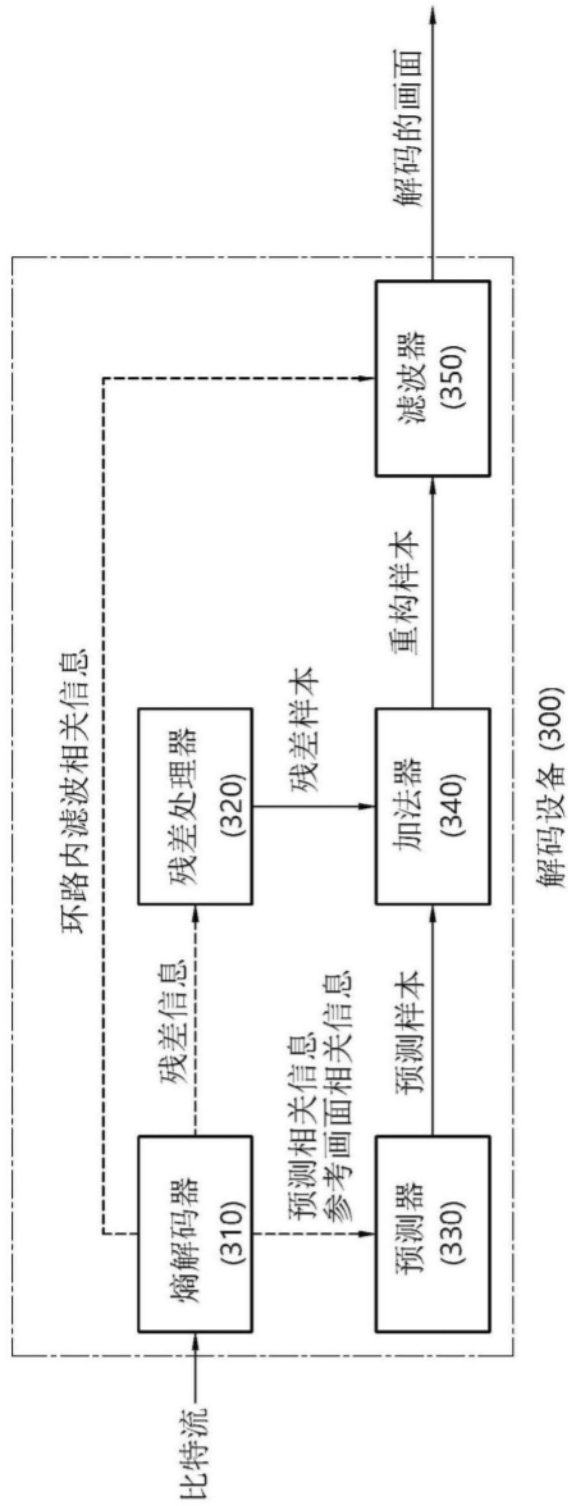 比特流
环路内滤波相关信息
熵解码器
(310)
残差信息
残差处理器
(320)
残差样本
预测相关信息
参考画面相关信息
预测器
(330)
预测样本
加法器
(340)
重构样本
滤波器
(350)
解码的画面
解码设备 (300)